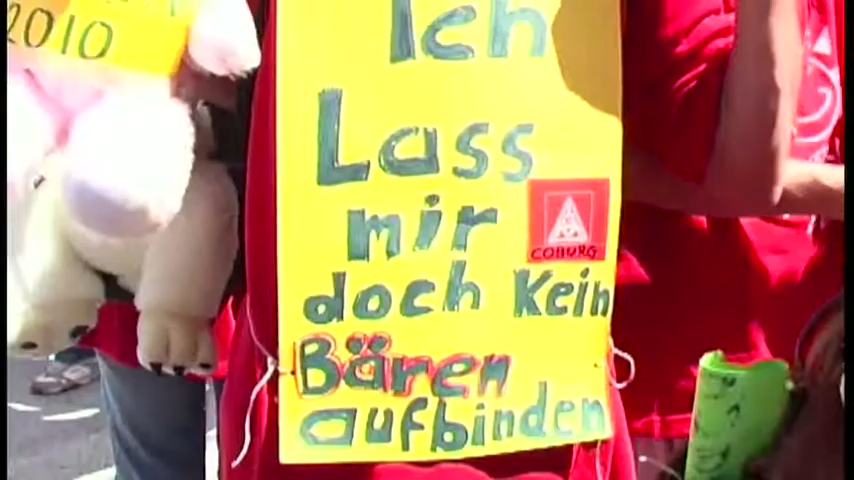 2010
Ich
Lass
mir
COBURG
doch Kein
Bären
aufbinden